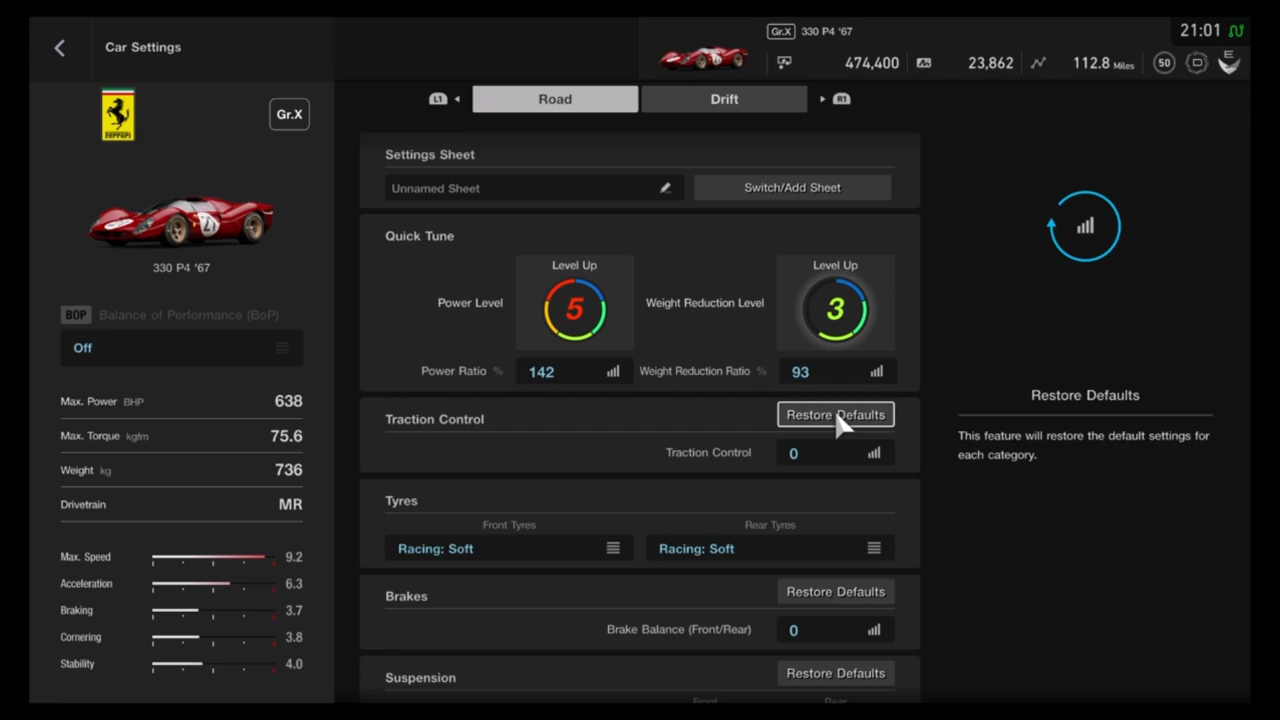 Car Settings
Gr.X 330 P4 '67
21:01
474,400 23,862 112.8 Miles 50 D E
L1 Road Drift R1
Ferrari
Gr.X
330 P4 '67
BOP Balance of Performance (BoP)
Off
Max. Power BHP 638
Max. Torque kgfm 75.6
Weight kg 736
Drivetrain MR
Max. Speed 9.2
Acceleration 6.3
Braking 3.7
Cornering 3.8
Stability 4.0
Settings Sheet
Unnamed Sheet Switch/Add Sheet
Quick Tune
Level Up Level Up
Power Level 5 Weight Reduction Level 3
Power Ratio % 142 Weight Reduction Ratio % 93
Traction Control Restore Defaults
Traction Control 0
Tyres
Front Tyres Rear Tyres
Racing: Soft Racing: Soft
Brakes Restore Defaults
Brake Balance (Front/Rear) 0
Suspension Restore Defaults
Front Rear
Restore Defaults
This feature will restore the default settings for
each category.